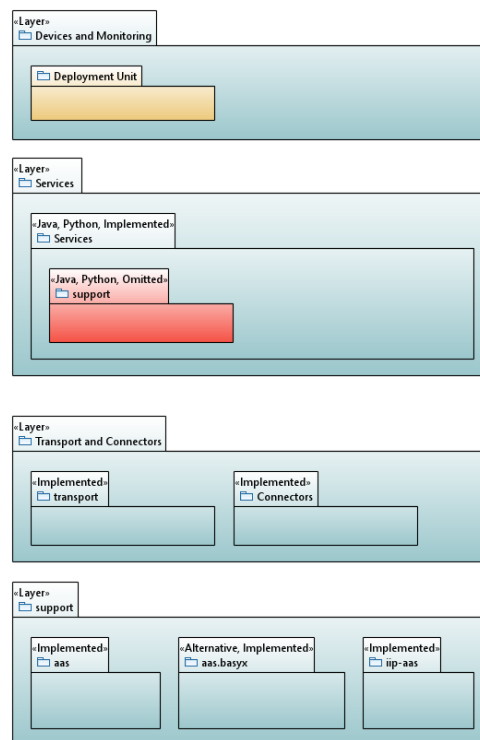 «Layer»
Devices and Monitoring
Deployment Unit
«Layer»
Services
«Java, Python, Implemented»
Services
«Java, Python, Omitted»
support
«Layer»
Transport and Connectors
«Implemented»
transport
«Implemented»
Connectors
«Layer»
support
«Implemented»
aas
«Alternative, Implemented»
aas.basyx
«Implemented»
iip-aas